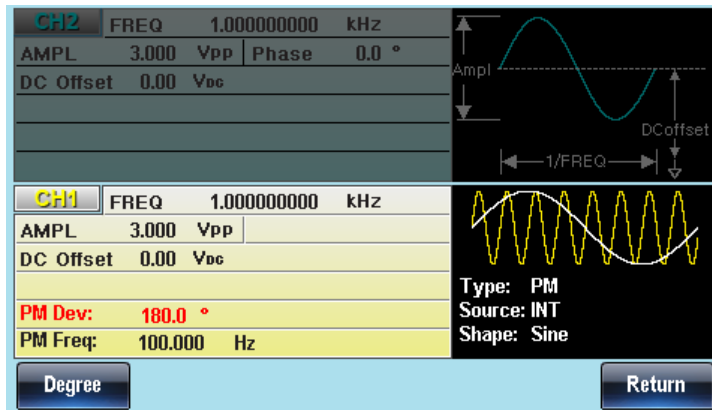 CH2 FREQ 1.000000000 kHz
AMPL 3.000 Vpp Phase 0.0 °
DC Offset 0.00 VDC
Ampl
DCoffset
1/FREQ
CH1 FREQ 1.000000000 kHz
AMPL 3.000 Vpp
DC Offset 0.00 VDC
PM Dev: 180.0 °
PM Freq: 100.000 Hz
Type: PM
Source: INT
Shape: Sine
Degree
Return